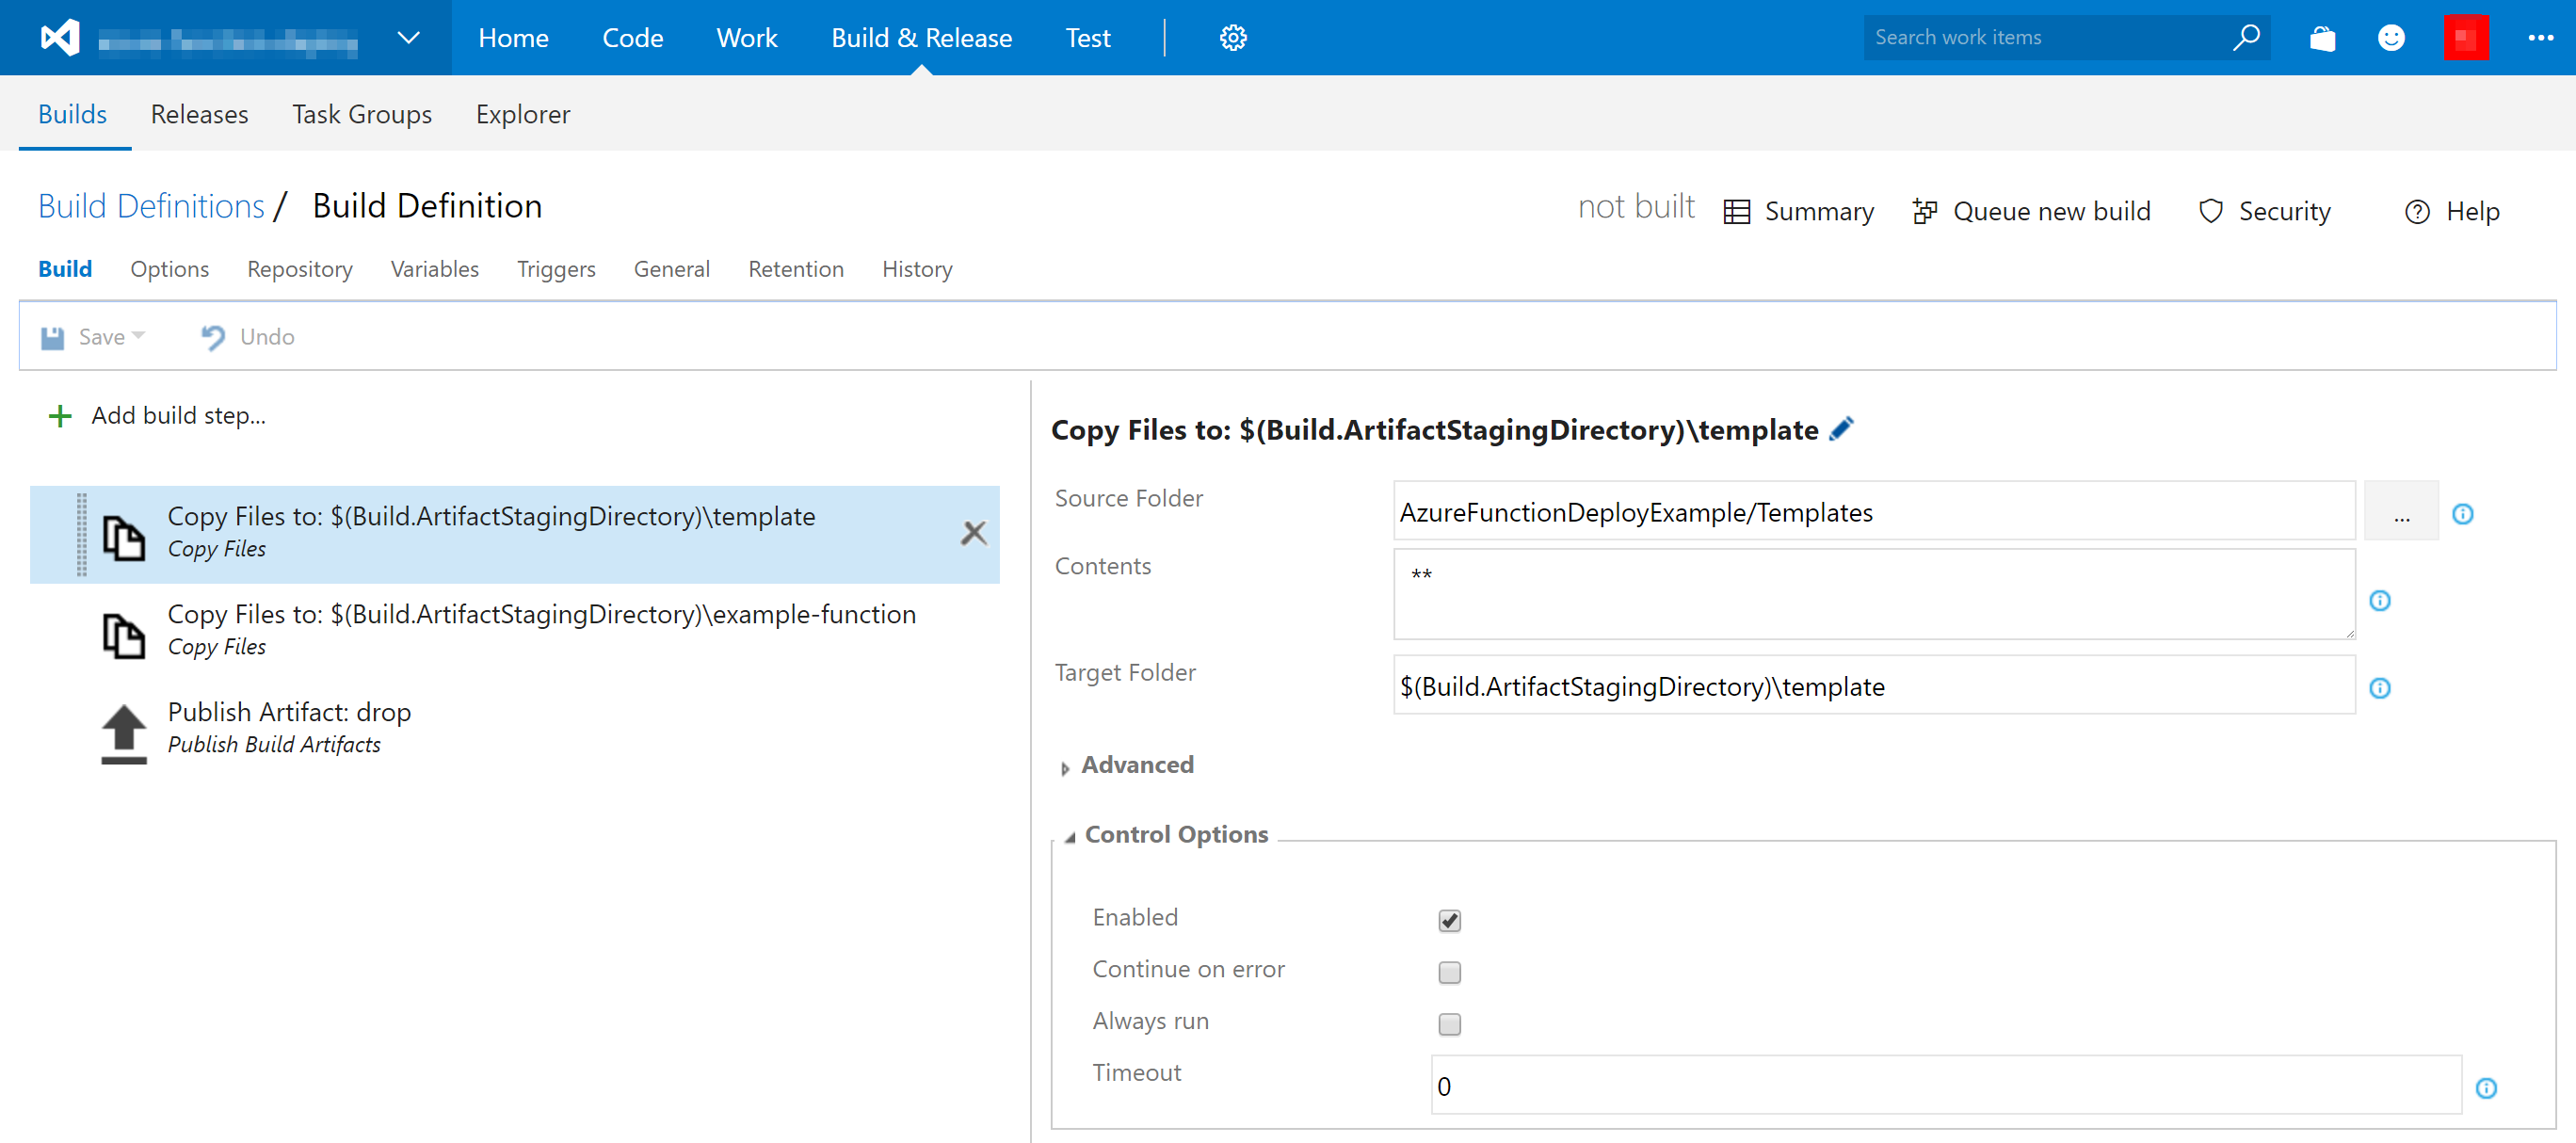 Home Code Work Build & Release Test Search work items ...
Builds Releases Task Groups Explorer
Build Definitions / Build Definition
not built Summary Queue new build Security Help
Build Options Repository Variables Triggers General Retention History
Save Undo
Add build step...
Copy Files to: $(Build.ArtifactStagingDirectory)\template
Copy Files
Copy Files to: $(Build.ArtifactStagingDirectory)\example-function
Copy Files
Publish Artifact: drop
Publish Build Artifacts
Copy Files to: $(Build.ArtifactStagingDirectory)\template
Source Folder AzureFunctionDeployExample/Templates ...
Contents **
Target Folder $(Build.ArtifactStagingDirectory)\template
Advanced
Control Options
Enabled
Continue on error
Always run
Timeout 0